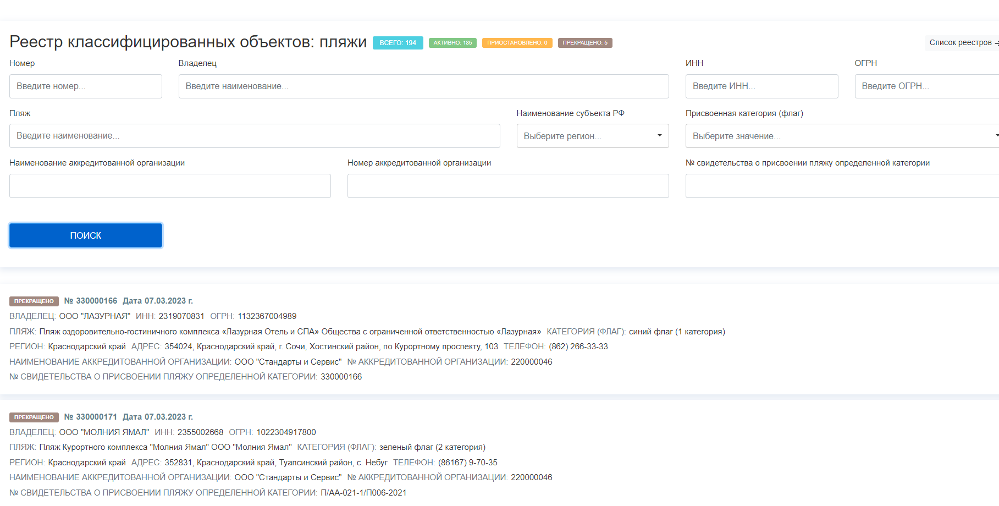 Реестр классифицированных объектов: пляжи ВСЕГО: 194 АКТИВНО: 185 ПРИОСТАНОВЛЕНО: 0 ПРЕКРАЩЕНО: 5 Список реестров →
Номер Владелец ИНН ОГРН
Введите номер... Введите наименование... Введите ИНН... Введите ОГРН...
Пляж Наименование субъекта РФ Присвоенная категория (флаг)
Введите наименование... Выберите регион... Выберите значение...
Наименование аккредитованной организации Номер аккредитованной организации № свидетельства о присвоении пляжу определенной категории
ПОИСК
ПРЕКРАЩЕНО № 330000166 Дата 07.03.2023 г.
ВЛАДЕЛЕЦ: ООО "ЛАЗУРНАЯ" ИНН: 2319070831 ОГРН: 1132367004989
ПЛЯЖ: Пляж оздоровительно-гостиничного комплекса «Лазурная Отель и СПА» Общества с ограниченной ответственностью «Лазурная» КАТЕГОРИЯ (ФЛАГ): синий флаг (1 категория)
РЕГИОН: Краснодарский край АДРЕС: 354024, Краснодарский край, г. Сочи, Хостинский район, по Курортному проспекту, 103 ТЕЛЕФОН: (862) 266-33-33
НАИМЕНОВАНИЕ АККРЕДИТОВАННОЙ ОРГАНИЗАЦИИ: ООО "Стандарты и Сервис" № АККРЕДИТОВАННОЙ ОРГАНИЗАЦИИ: 220000046
№ СВИДЕТЕЛЬСТВА О ПРИСВОЕНИИ ПЛЯЖУ ОПРЕДЕЛЕННОЙ КАТЕГОРИИ: 330000166
ПРЕКРАЩЕНО № 330000171 Дата 07.03.2023 г.
ВЛАДЕЛЕЦ: ООО "МОЛНИЯ ЯМАЛ" ИНН: 2355002668 ОГРН: 1022304917800
ПЛЯЖ: Пляж Курортного комплекса "Молния Ямал" ООО "Молния Ямал" КАТЕГОРИЯ (ФЛАГ): зеленый флаг (2 категория)
РЕГИОН: Краснодарский край АДРЕС: 352831, Краснодарский край, Туапсинский район, с. Небуг ТЕЛЕФОН: (86167) 9-70-35
НАИМЕНОВАНИЕ АККРЕДИТОВАННОЙ ОРГАНИЗАЦИИ: ООО "Стандарты и Сервис" № АККРЕДИТОВАННОЙ ОРГАНИЗАЦИИ: 220000046
№ СВИДЕТЕЛЬСТВА О ПРИСВОЕНИИ ПЛЯЖУ ОПРЕДЕЛЕННОЙ КАТЕГОРИИ: П/АА-021-1/П006-2021